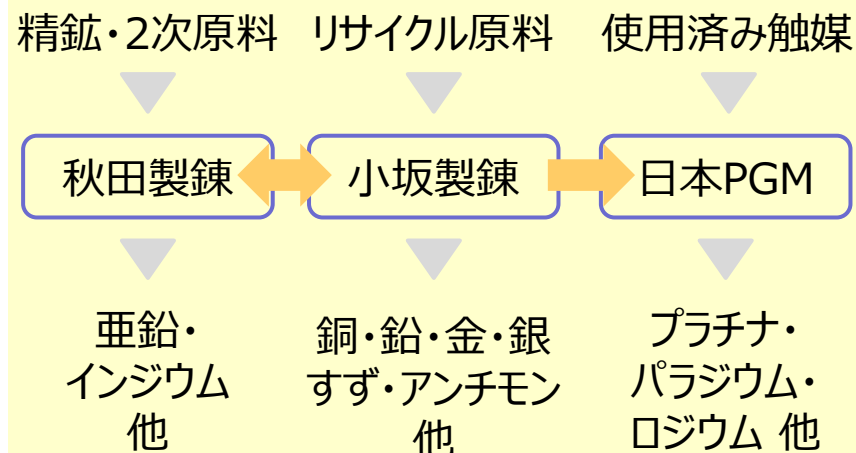 精鉱・2次原料 リサイクル原料 使用済み触媒
秋田製錬 小坂製錬 日本PGM
亜鉛・
インジウム
他
銅・鉛・金・銀
すず・アンチモン
他
プラチナ・
パラジウム・
ロジウム 他